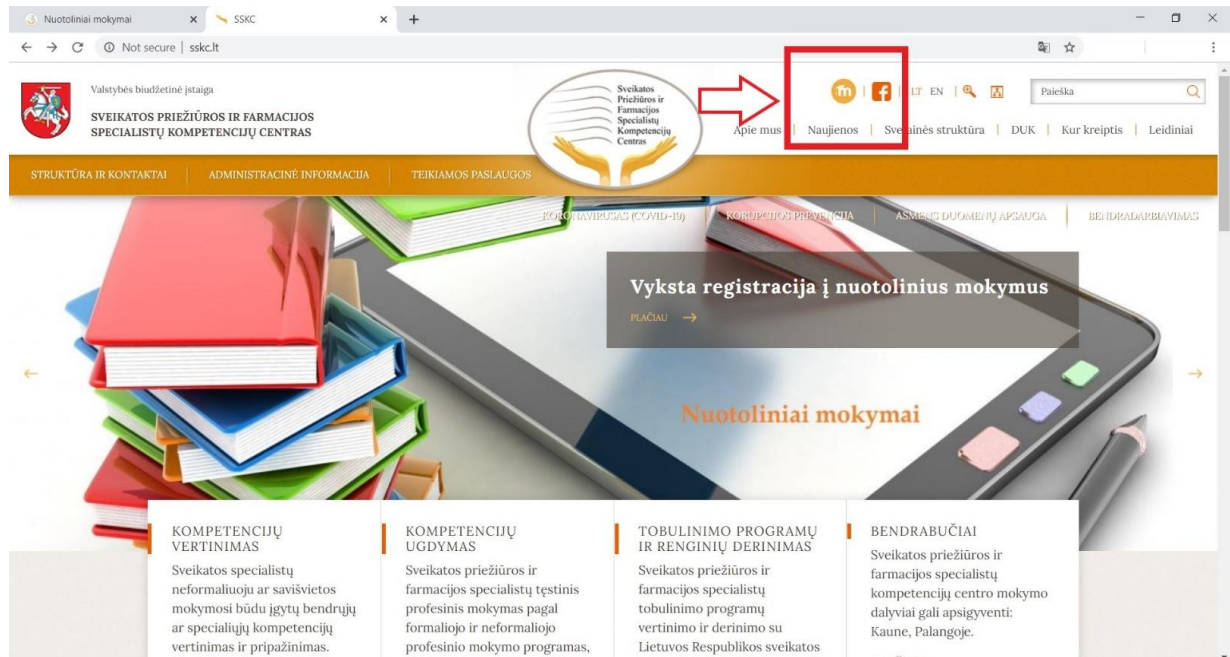 Nuotoliniai mokymai
SSKC
Not secure | sskc.lt
Valstybės biudžetinė įstaiga
SVEIKATOS PRIEŽIŪROS IR FARMACIJOS
SPECIALISTŲ KOMPETENCIJŲ CENTRAS
Sveikatos
Priežiūros ir
Farmacijos
Specialistų
Kompetencijų
Centras
m | f | LT EN
Paieška
Apie mus | Naujienos | Svetainės struktūra | DUK | Kur kreiptis | Leidiniai
STRUKTŪRA IR KONTAKTAI | ADMINISTRACINĖ INFORMACIJA | TEIKIAMOS PASLAUGOS
KORONAVIRUSAS (COVID-19) | KORUPCIJOS PREVENCIJA | ASMENS DUOMENŲ APSAUGA | BENDRADARBIAVIMAS
Vyksta registracija į nuotolinius mokymus
PLAČIAU →
Nuotoliniai mokymai
KOMPETENCIJŲ
VERTINIMAS
Sveikatos specialistų
neformaliuoju ar savišvietos
mokymosi būdu įgytų bendrųjų
ar specialiųjų kompetencijų
vertinimas ir pripažinimas.
KOMPETENCIJŲ
UGDYMAS
Sveikatos priežiūros ir
farmacijos specialistų tęstinis
profesinis mokymas pagal
formaliojo ir neformaliojo
profesinio mokymo programas,
TOBULINIMO PROGRAMŲ
IR RENGINIŲ DERINIMAS
Sveikatos priežiūros ir
farmacijos specialistų
tobulinimo programų
vertinimo ir derinimo su
Lietuvos Respublikos sveikatos
BENDRABUČIAI
Sveikatos priežiūros ir
farmacijos specialistų
kompetencijų centro mokymo
dalyviai gali apsigyventi:
Kaune, Palangoje.